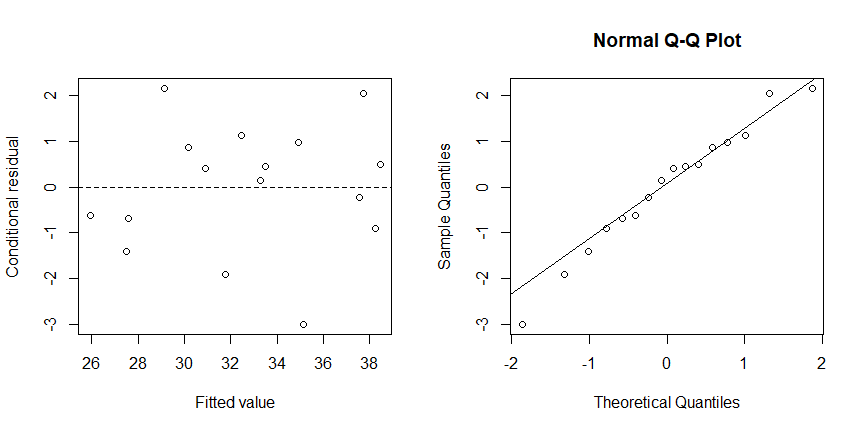 Conditional residual
2
1
0
-1
-2
-3
26 28 30 32 34 36 38
Fitted value
Normal Q-Q Plot
Sample Quantiles
2
1
0
-1
-2
-3
-2 -1 0 1 2
Theoretical Quantiles